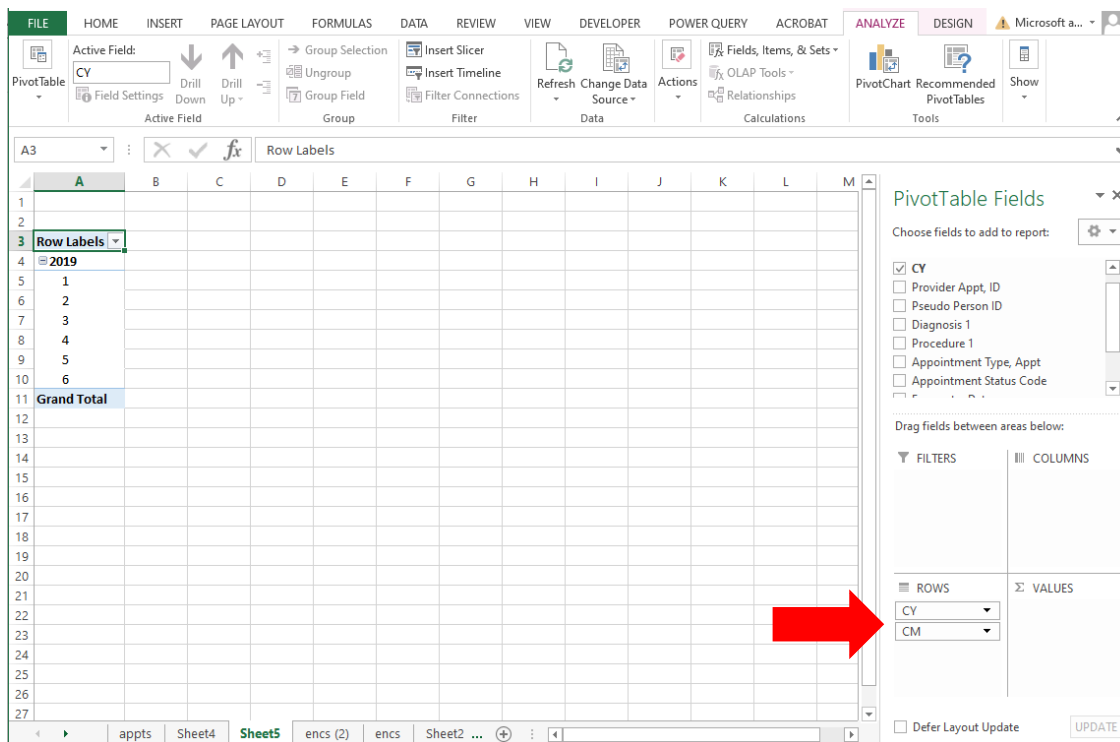 FILE HOME INSERT PAGE LAYOUT FORMULAS DATA REVIEW VIEW DEVELOPER POWER QUERY ACROBAT ANALYZE DESIGN Microsoft a...
PivotTable
Active Field:
CY
Field Settings
Drill Down
Drill Up
Active Field
Group Selection
Ungroup
Group Field
Group
Insert Slicer
Insert Timeline
Filter Connections
Filter
Refresh
Change Data Source
Data
Actions
Fields, Items, & Sets
OLAP Tools
Relationships
Calculations
PivotChart
Recommended PivotTables
Tools
Show
A3 fx Row Labels
A B C D E F G H I J K L M
1
2
3 Row Labels
4 2019
5 1
6 2
7 3
8 4
9 5
10 6
11 Grand Total
12
13
14
15
16
17
18
19
20
21
22
23
24
25
26
27
appts Sheet4 Sheet5 encs (2) encs Sheet2 ...
PivotTable Fields
Choose fields to add to report:
CY
Provider Appt, ID
Pseudo Person ID
Diagnosis 1
Procedure 1
Appointment Type, Appt
Appointment Status Code
Drag fields between areas below:
FILTERS
COLUMNS
ROWS
CY
CM
Σ VALUES
Defer Layout Update
UPDATE